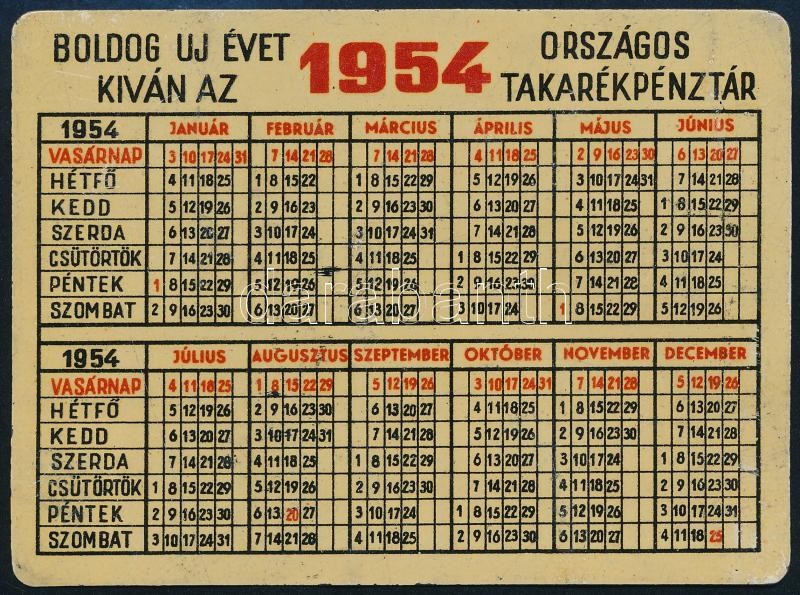 BOLDOG UJ ÉVET 1954 ORSZÁGOS
KIVÁN AZ TAKARÉKPÉNZTÁR
1954 JANUÁR FEBRUÁR MÁRCIUS ÁPRILIS MÁJUS JÚNIUS
VASÁRNAP 3 10 17 24 31 7 14 21 28 7 14 21 28 4 11 18 25 2 9 16 23 30 6 13 20 27
HÉTFŐ 4 11 18 25 1 8 15 22 1 8 15 22 29 5 12 19 26 3 10 17 24 31 7 14 21 28
KEDD 5 12 19 26 2 9 16 23 2 9 16 23 30 6 13 20 27 4 11 18 25 1 8 15 22 29
SZERDA 6 13 20 27 3 10 17 24 3 10 17 24 31 7 14 21 28 5 12 19 26 2 9 16 23 30
CSÜTÖRTÖK 7 14 21 28 4 11 18 25 4 11 18 25 1 8 15 22 29 6 13 20 27 3 10 17 24
PÉNTEK 1 8 15 22 29 5 12 19 26 5 12 19 26 2 9 16 23 30 7 14 21 28 4 11 18 25
SZOMBAT 2 9 16 23 30 6 13 20 27 6 13 20 27 3 10 17 24 1 8 15 22 29 5 12 19 26
darabanth
1954 JÚLIUS AUGUSZTUS SZEPTEMBER OKTÓBER NOVEMBER DECEMBER
VASÁRNAP 4 11 18 25 1 8 15 22 29 5 12 19 26 3 10 17 24 31 7 14 21 28 5 12 19 26
HÉTFŐ 5 12 19 26 2 9 16 23 30 6 13 20 27 4 11 18 25 1 8 15 22 29 6 13 20 27
KEDD 6 13 20 27 3 10 17 24 31 7 14 21 28 5 12 19 26 2 9 16 23 30 7 14 21 28
SZERDA 7 14 21 28 4 11 18 25 1 8 15 22 29 6 13 20 27 3 10 17 24 1 8 15 22 29
CSÜTÖRTÖK 1 8 15 22 29 5 12 19 26 2 9 16 23 30 7 14 21 28 4 11 18 25 2 9 16 23 30
PÉNTEK 2 9 16 23 30 6 13 20 27 3 10 17 24 1 8 15 22 29 5 12 19 26 3 10 17 24 31
SZOMBAT 3 10 17 24 31 7 14 21 28 4 11 18 25 2 9 16 23 30 6 13 20 27 4 11 18 25